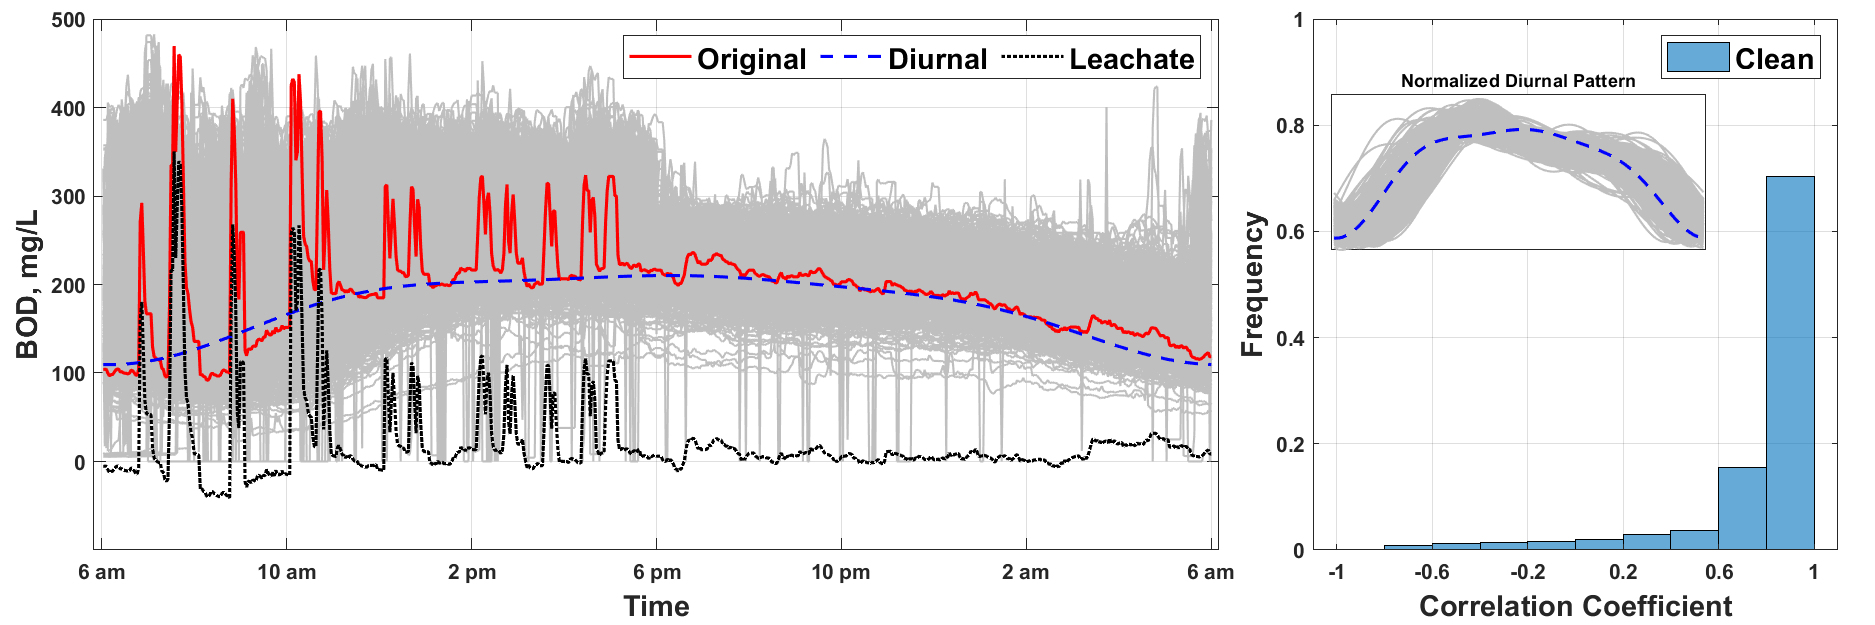 500
400
300
200
100
0
BOD, mg/L
Original Diurnal Leachate
6 am 10 am 2 pm 6 pm 10 pm 2 am 6 am
Time
1
0.8
0.6
0.4
0.2
0
Frequency
Clean
Normalized Diurnal Pattern
-1 -0.6 -0.2 0.2 0.6 1
Correlation Coefficient